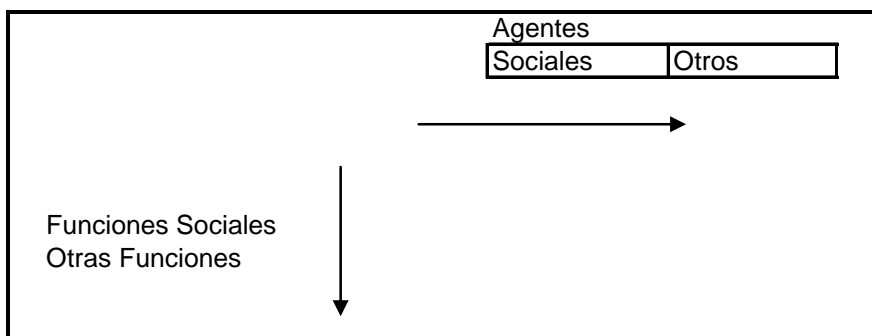 Agentes
Sociales Otros
Funciones Sociales
Otras Funciones